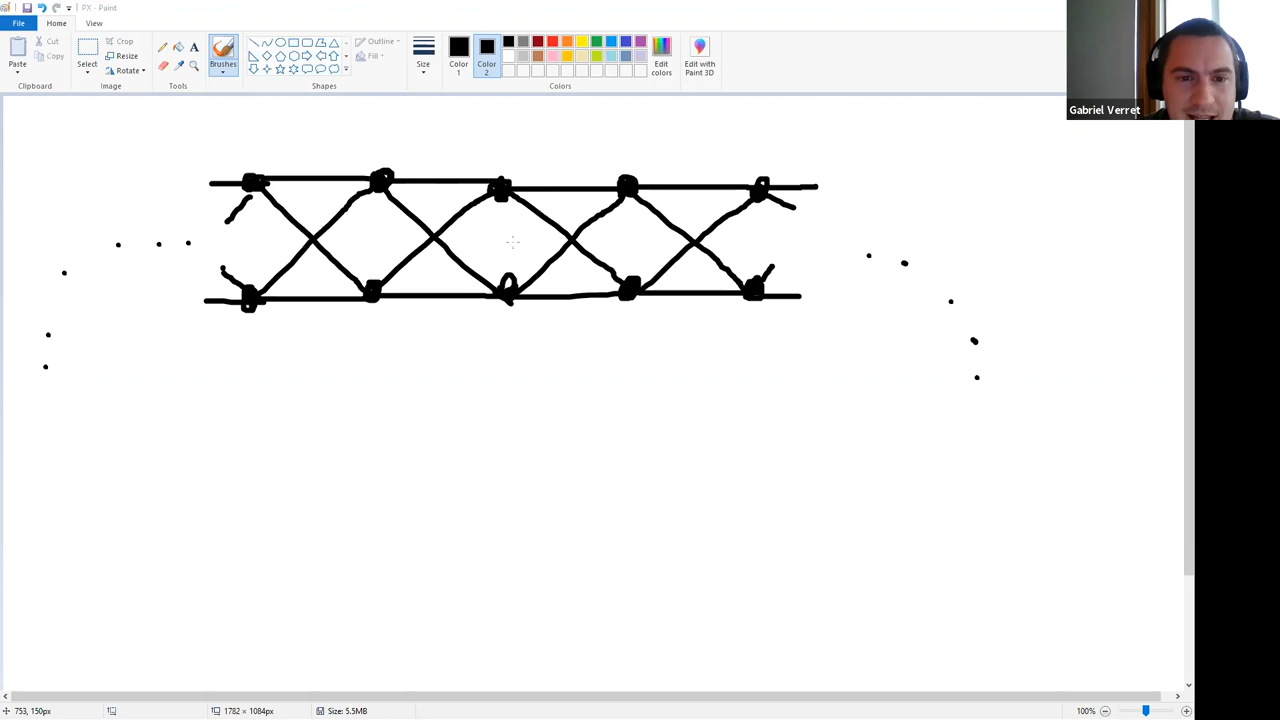 PX - Paint
File Home View
Paste
Cut
Copy
Clipboard
Select
Crop
Resize
Rotate
Image
A
Tools
Brushes
Shapes
Outline
Fill
Size
Color 1
Color 2
Colors
Edit colors
Edit with Paint 3D
Gabriel Verret
753, 150px
1782 × 1084px
Size: 5.5MB
100%